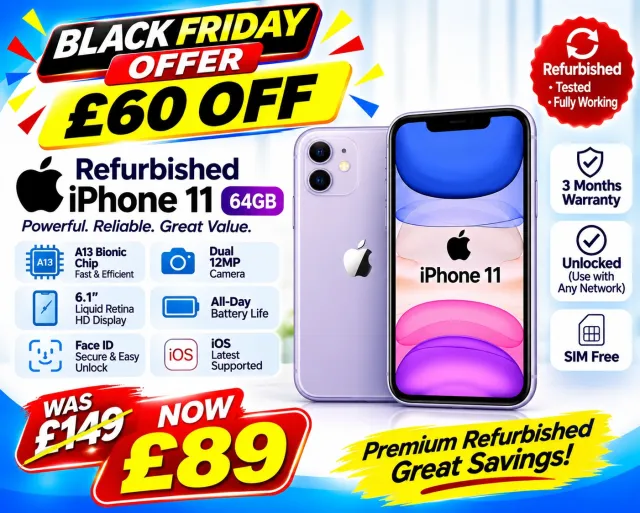 BLACK FRIDAY
OFFER
£60 OFF
Refurbished
• Tested
• Fully Working
Refurbished
iPhone 11 64GB
Powerful. Reliable. Great Value.
A13
A13 Bionic
Chip
Fast & Efficient
Dual
12MP
Camera
6.1"
Liquid Retina
HD Display
All-Day
Battery Life
Face ID
Secure & Easy
Unlock
iOS
iOS
Latest
Supported
iPhone 11
3 Months
Warranty
Unlocked
(Use with
Any Network)
SIM Free
WAS
£149
NOW
£89
Premium Refurbished
Great Savings!